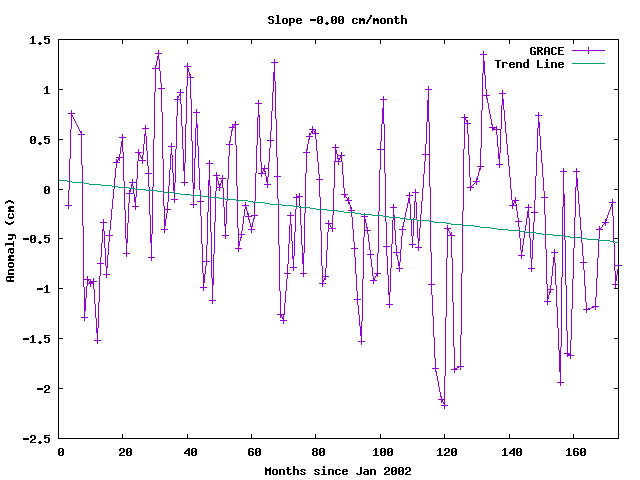 Slope -0.00 cm/month
GRACE
Trend Line
1.5
1
0.5
0
-0.5
-1
-1.5
-2
-2.5
Anomaly (cm)
0 20 40 60 80 100 120 140 160
Months since Jan 2002